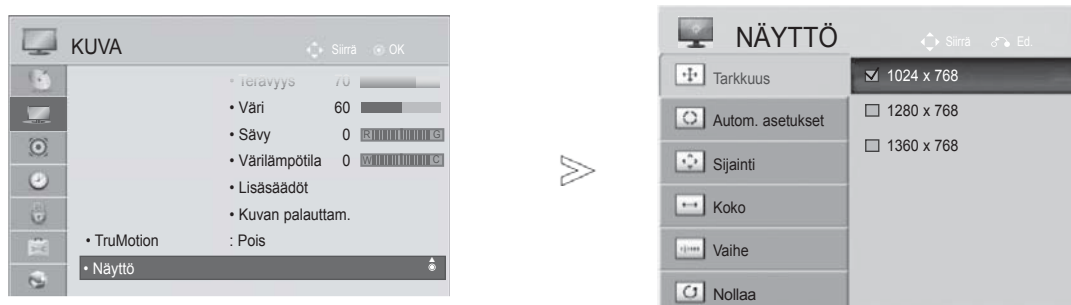 KUVA
Siirrä OK
• Terävyys 70
• Väri 60
• Sävy 0 R G
• Värilämpötila 0 W C
• Lisäsäädöt
• Kuvan palauttam.
• TruMotion : Pois
• Näyttö
NÄYTTÖ
Siirrä Ed.
Tarkkuus
Autom. asetukset
Sijainti
Koko
Vaihe
Nollaa
1024 x 768
1280 x 768
1360 x 768